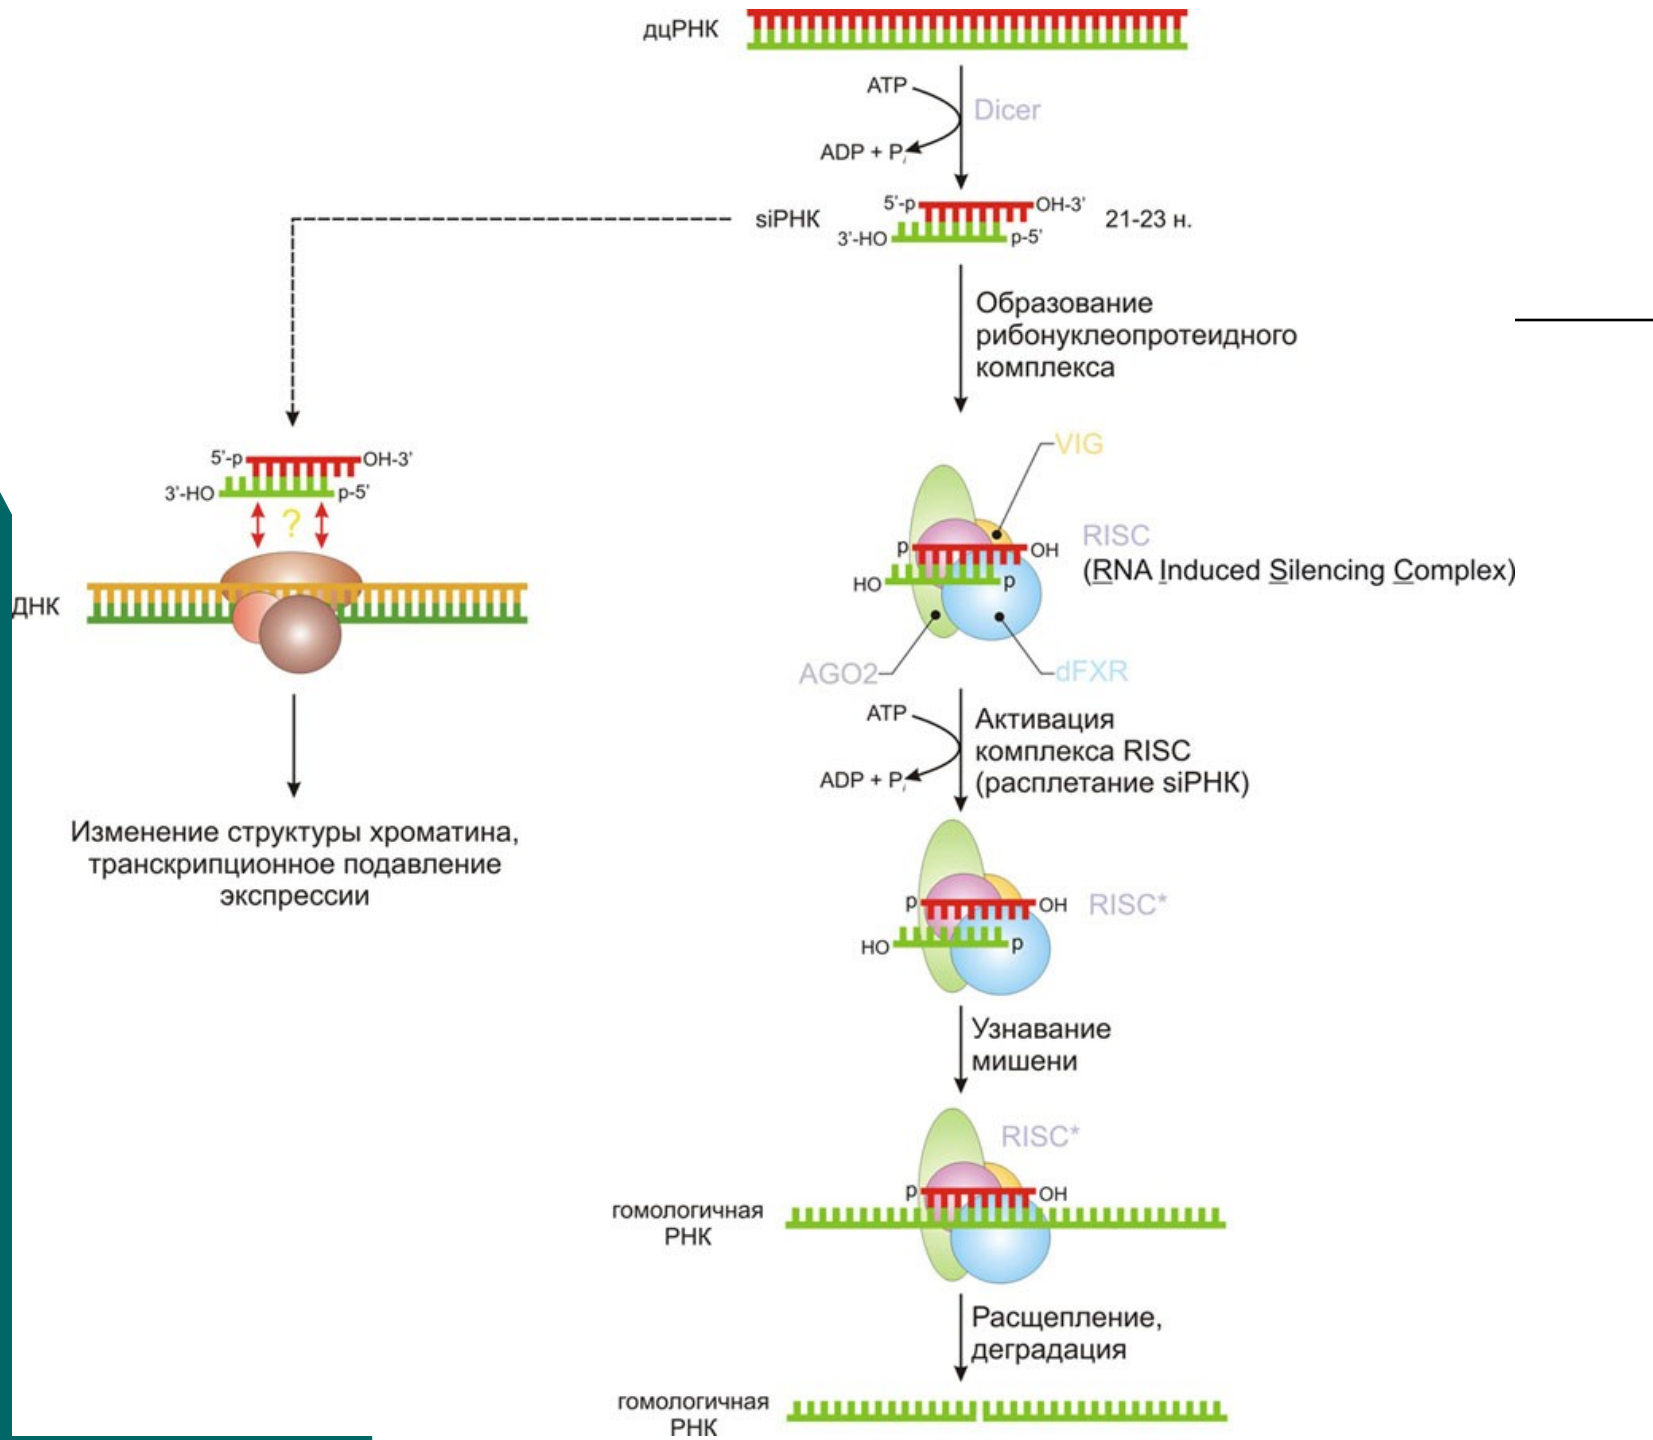 дцРНК
ATP
Dicer
ADP + Pi
5'-p
OH-3'
siРНК
21-23 н.
3'-HO
p-5'
Образование
рибонуклеопротеидного
комплекса
VIG
5'-p
OH-3'
3'-HO
p-5'
?
RISC
p
OH
(RNA Induced Silencing Complex)
HO
p
ДНК
AGO2
dFXR
ATP
Активация
комплекса RISC
ADP + Pi
(расплетание siРНК)
Изменение структуры хроматина,
транскрипционное подавление
экспрессии
p
OH
RISC*
HO
p
Узнавание
мишени
RISC*
p
OH
гомологичная
РНК
Расщепление,
деградация
гомологичная
РНК